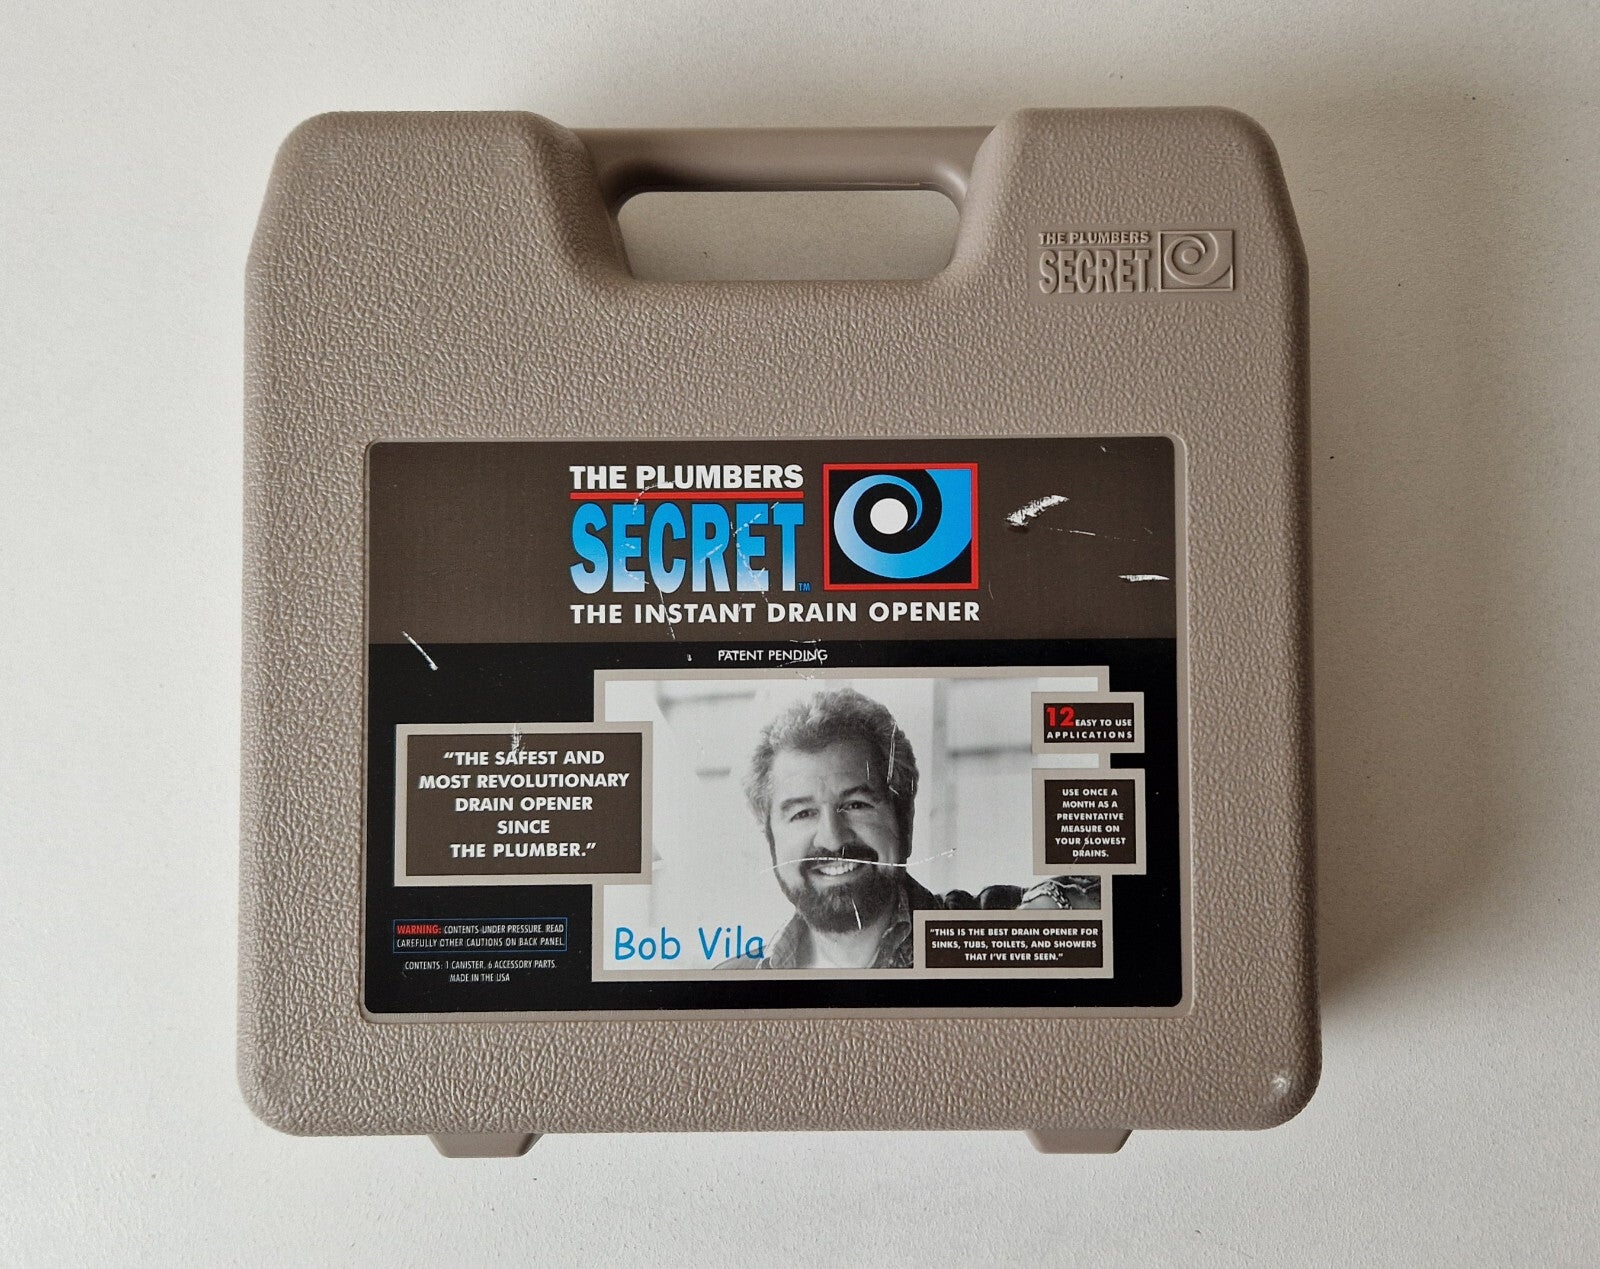 THE PLUMBERS
SECRET
THE PLUMBERS
SECRET™
THE INSTANT DRAIN OPENER
PATENT PENDING
“THE SAFEST AND
MOST REVOLUTIONARY
DRAIN OPENER
SINCE
THE PLUMBER.”
12 EASY TO USE
APPLICATIONS
USE ONCE A
MONTH AS A
PREVENTATIVE
MEASURE ON
YOUR SLOWEST
DRAINS.
Bob Vila
“THIS IS THE BEST DRAIN OPENER FOR
SINKS, TUBS, TOILETS, AND SHOWERS
THAT I'VE EVER SEEN.”
WARNING: CONTENTS UNDER PRESSURE. READ
CAREFULLY OTHER CAUTIONS ON BACK PANEL
CONTENTS: 1 CANISTER, 6 ACCESSORY PARTS.
MADE IN THE USA